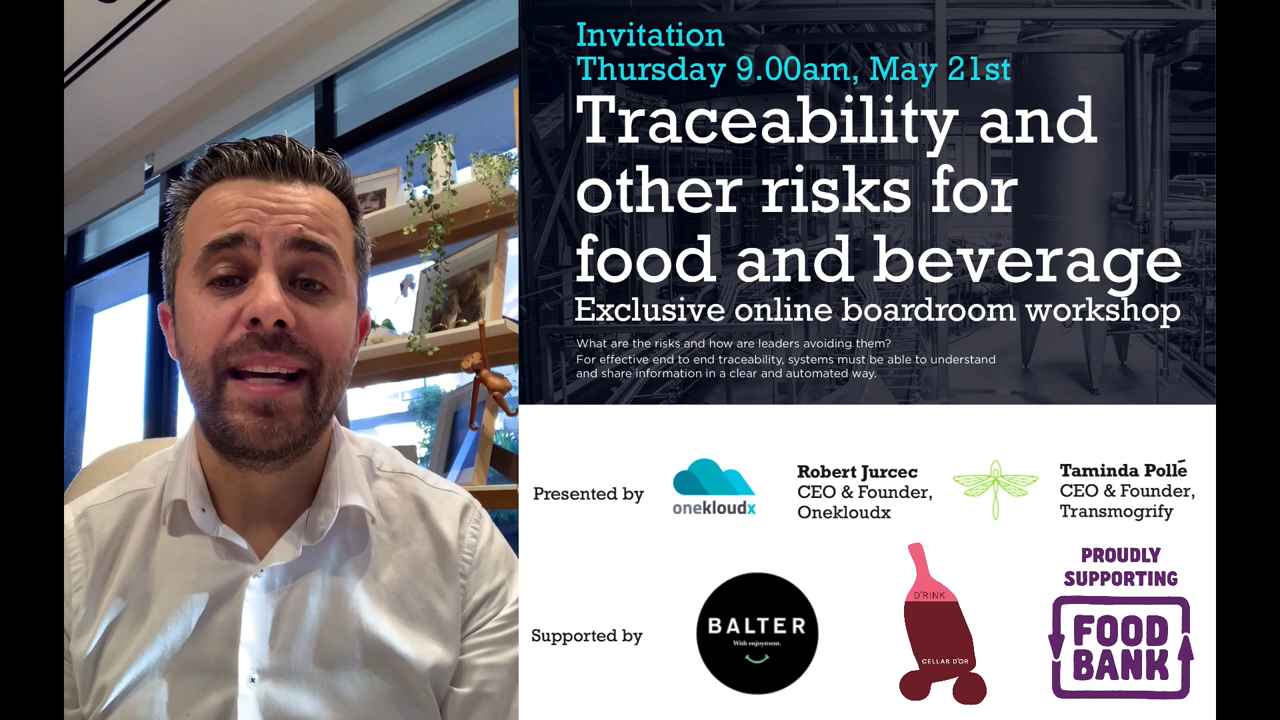 Invitation
Thursday 9.00am, May 21st
Traceability and
other risks for
food and beverage
Exclusive online boardroom workshop
What are the risks and how are leaders avoiding them?
For effective end to end traceability, systems must be able to understand
and share information in a clear and automated way.
Presented by
onekloudx
Robert Jurcec
CEO & Founder,
Onekloudx
Taminda Pollé
CEO & Founder,
Transmogrify
Supported by
BALTER
With enjoyment.
D'RINK
CELLAR D'OR
PROUDLY
SUPPORTING
FOOD
BANK